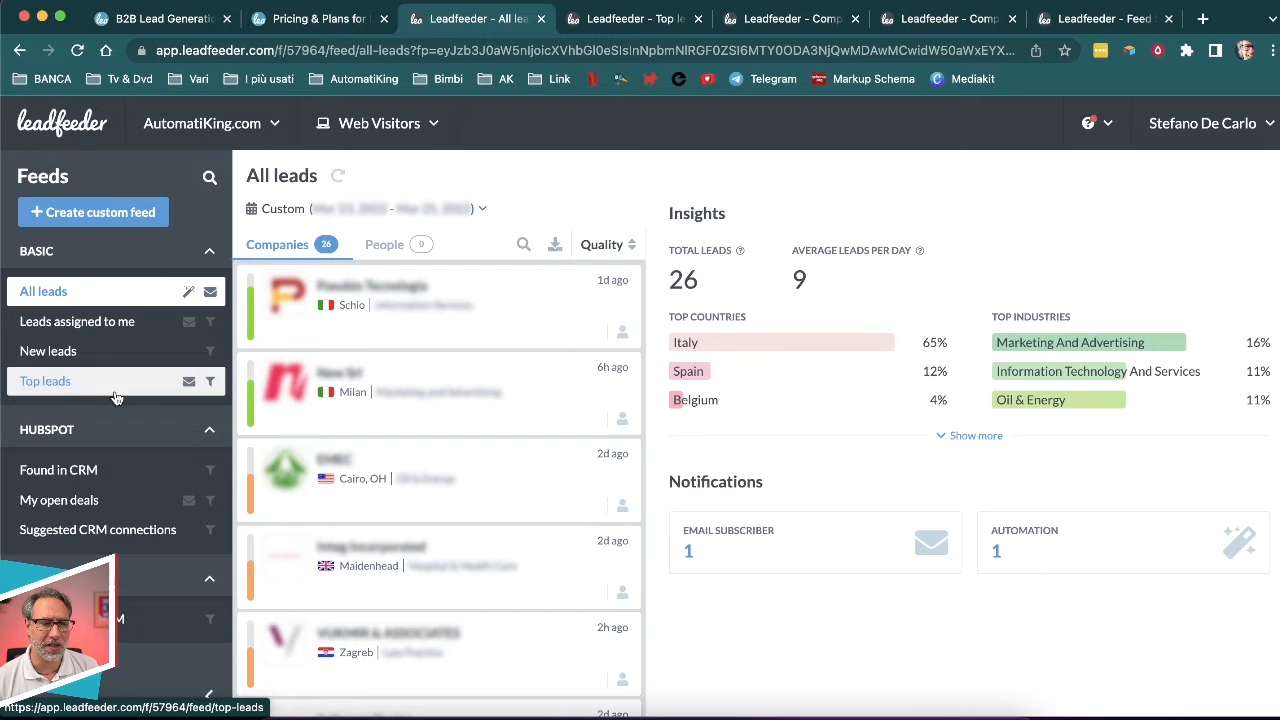 B2B Lead Generation
Pricing & Plans for
Leadfeeder - All lea
Leadfeeder - Top le
Leadfeeder - Comp
Leadfeeder - Comp
Leadfeeder - Feed
app.leadfeeder.com/f/57964/feed/all-leads?fp=eyJzb3J0aW5nIjoicXVhbGl0eSIsInNpbmNlRGF0ZSI6MTY0ODA3NjQwMDAwMCwidW50aWxEYX...
BANCA
Tv & Dvd
Vari
I più usati
AutomatiKing
Bimbi
AK
Link
Telegram
Markup Schema
Mediakit
leadfeeder
AutomatiKing.com
Web Visitors
Stefano De Carlo
Feeds
+ Create custom feed
BASIC
All leads
Leads assigned to me
New leads
Top leads
HUBSPOT
Found in CRM
My open deals
Suggested CRM connections
M
https://app.leadfeeder.com/f/57964/feed/top-leads
All leads
Custom
Companies 26
People 0
Quality
1d ago
Schio
6h ago
Milan
2d ago
Cairo, OH
2d ago
Maidenhead
2h ago
Zagreb
2d ago
Insights
TOTAL LEADS
26
AVERAGE LEADS PER DAY
9
TOP COUNTRIES
Italy 65%
Spain 12%
Belgium 4%
TOP INDUSTRIES
Marketing And Advertising 16%
Information Technology And Services 11%
Oil & Energy 11%
Show more
Notifications
EMAIL SUBSCRIBER
1
AUTOMATION
1